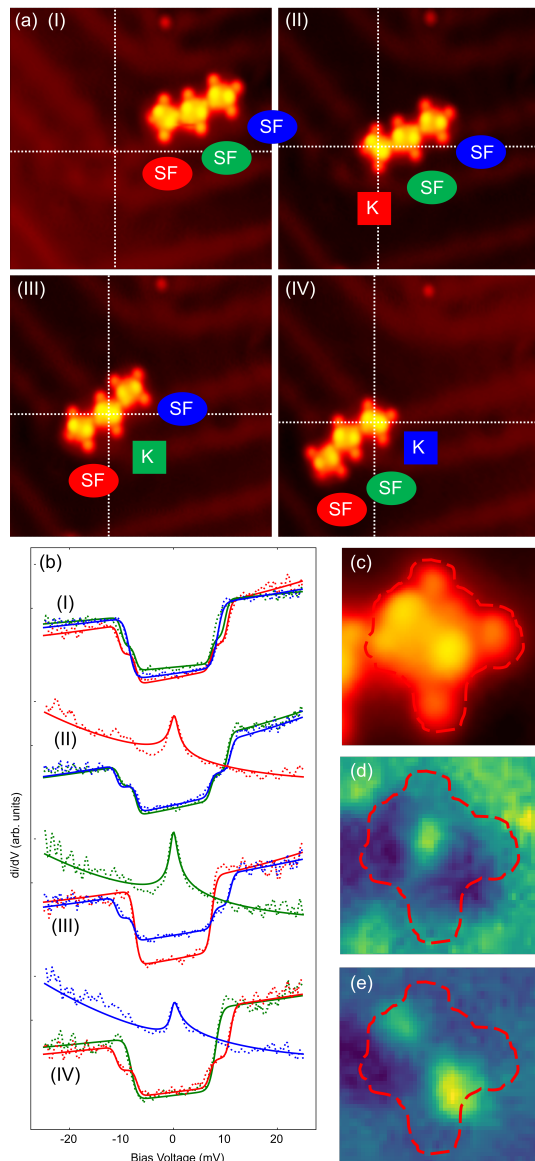 (a) (I)
SF
SF
SF
(II)
SF
SF
K
(III)
SF
K
SF
(IV)
K
SF
SF
(b)
(I)
(II)
(III)
(IV)
dI/dV (arb. units)
-20 -10 0 10 20
Bias Voltage (mV)
(c)
(d)
(e)